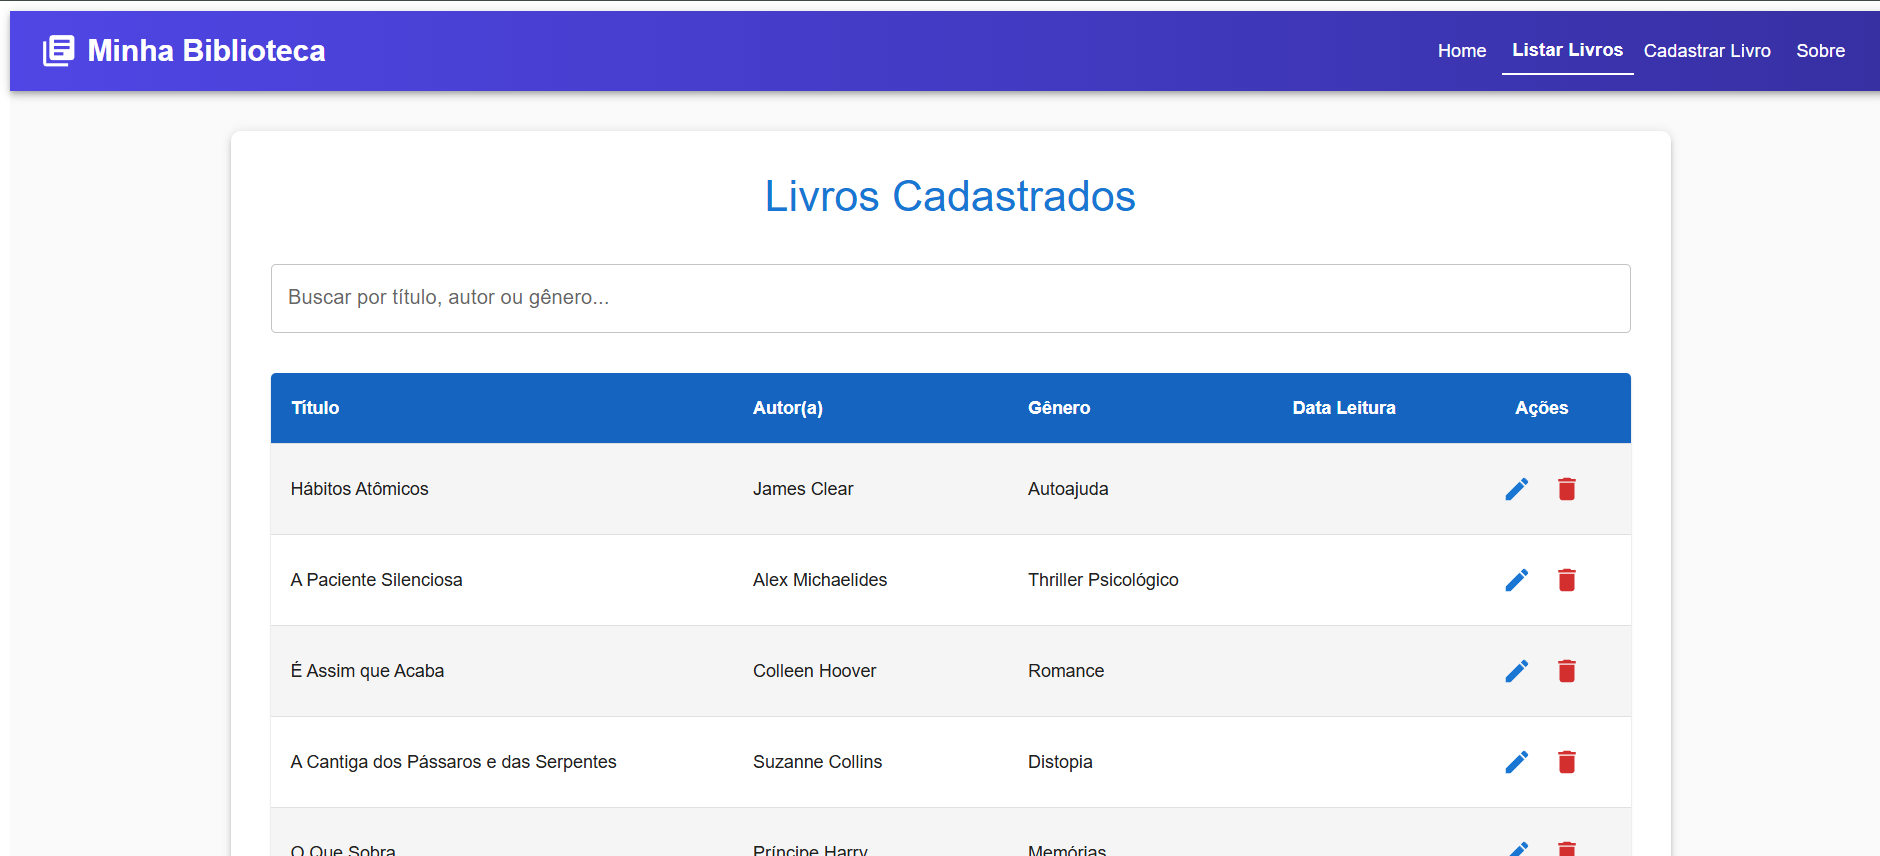 Minha Biblioteca
Home Listar Livros Cadastrar Livro Sobre
Livros Cadastrados
Buscar por título, autor ou gênero...
Título Autor(a) Gênero Data Leitura Ações
Hábitos Atômicos James Clear Autoajuda
A Paciente Silenciosa Alex Michaelides Thriller Psicológico
É Assim que Acaba Colleen Hoover Romance
A Cantiga dos Pássaros e das Serpentes Suzanne Collins Distopia
O Que Sobra Príncipe Harry Memórias